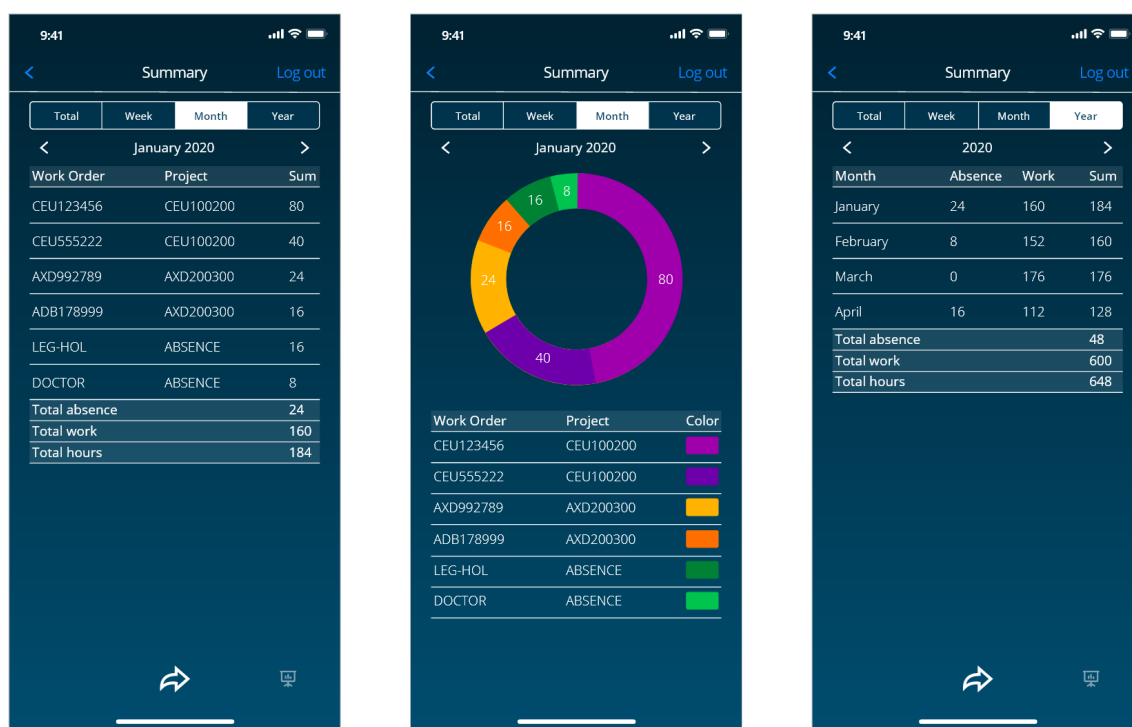 9:41
Summary Log out
Total Week Month Year
January 2020
Work Order Project Sum
CEU123456 CEU100200 80
CEU555222 CEU100200 40
AXD992789 AXD200300 24
ADB178999 AXD200300 16
LEG-HOL ABSENCE 16
DOCTOR ABSENCE 8
Total absence 24
Total work 160
Total hours 184
9:41
Summary Log out
Total Week Month Year
January 2020
8
16
16
24
80
40
Work Order Project Color
CEU123456 CEU100200
CEU555222 CEU100200
AXD992789 AXD200300
ADB178999 AXD200300
LEG-HOL ABSENCE
DOCTOR ABSENCE
9:41
Summary Log out
Total Week Month Year
2020
Month Absence Work Sum
January 24 160 184
February 8 152 160
March 0 176 176
April 16 112 128
Total absence 48
Total work 600
Total hours 648